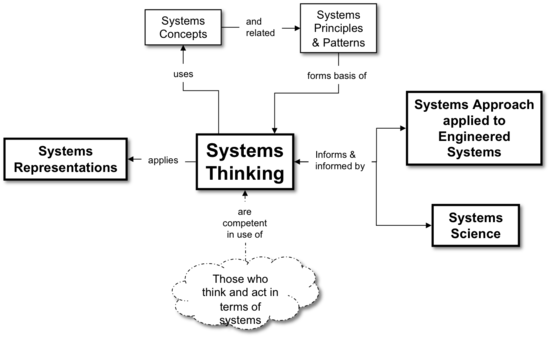 Systems
Concepts
and
related
Systems
Principles
& Patterns
uses
forms basis of
Systems Approach
applied to
Engineered
Systems
Systems
Representations
applies
Systems
Thinking
Informs &
informed by
Systems
Science
are
competent
in use of
Those who
think and act in
terms of
systems